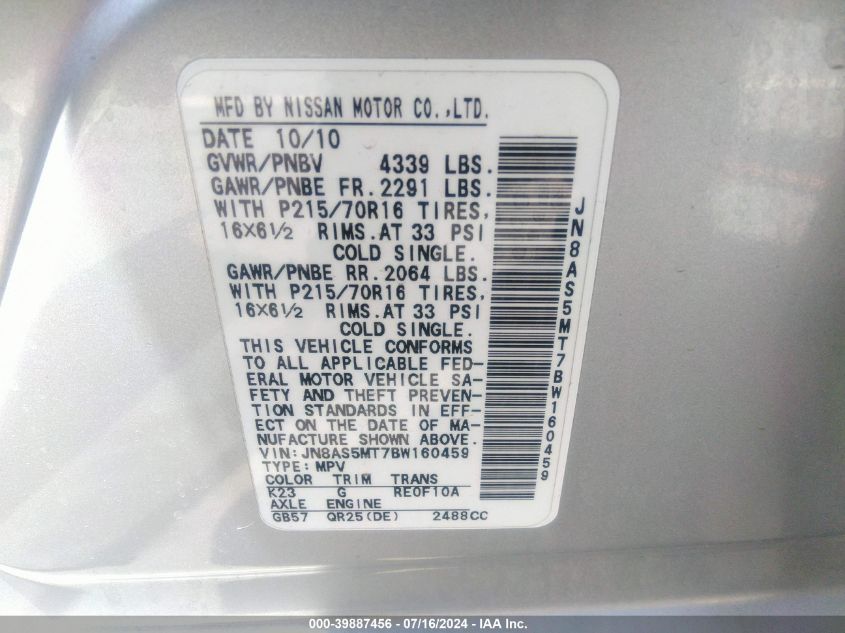 MFD BY NISSAN MOTOR CO.,LTD.
DATE 10/10
GVWR/PNBV 4339 LBS.
GAWR/PNBE FR.2291 LBS.
WITH P215/70R16 TIRES,
16X6½ RIMS.AT 33 PSI
COLD SINGLE.
GAWR/PNBE RR.2064 LBS.
WITH P215/70R16 TIRES,
16X6½ RIMS.AT 33 PSI
COLD SINGLE.
THIS VEHICLE CONFORMS
TO ALL APPLICABLE FED-
ERAL MOTOR VEHICLE SA-
FETY AND THEFT PREVEN-
TION STANDARDS IN EFF-
ECT ON THE DATE OF MA-
NUFACTURE SHOWN ABOVE.
VIN: JN8AS5MT7BW160459
TYPE: MPV
COLOR TRIM TRANS
K23 G RE0F10A
AXLE ENGINE
GB57 QR25(DE) 2488CC
JN8AS5MT7BW160459
000-39887456 - 07/16/2024 - IAA Inc.